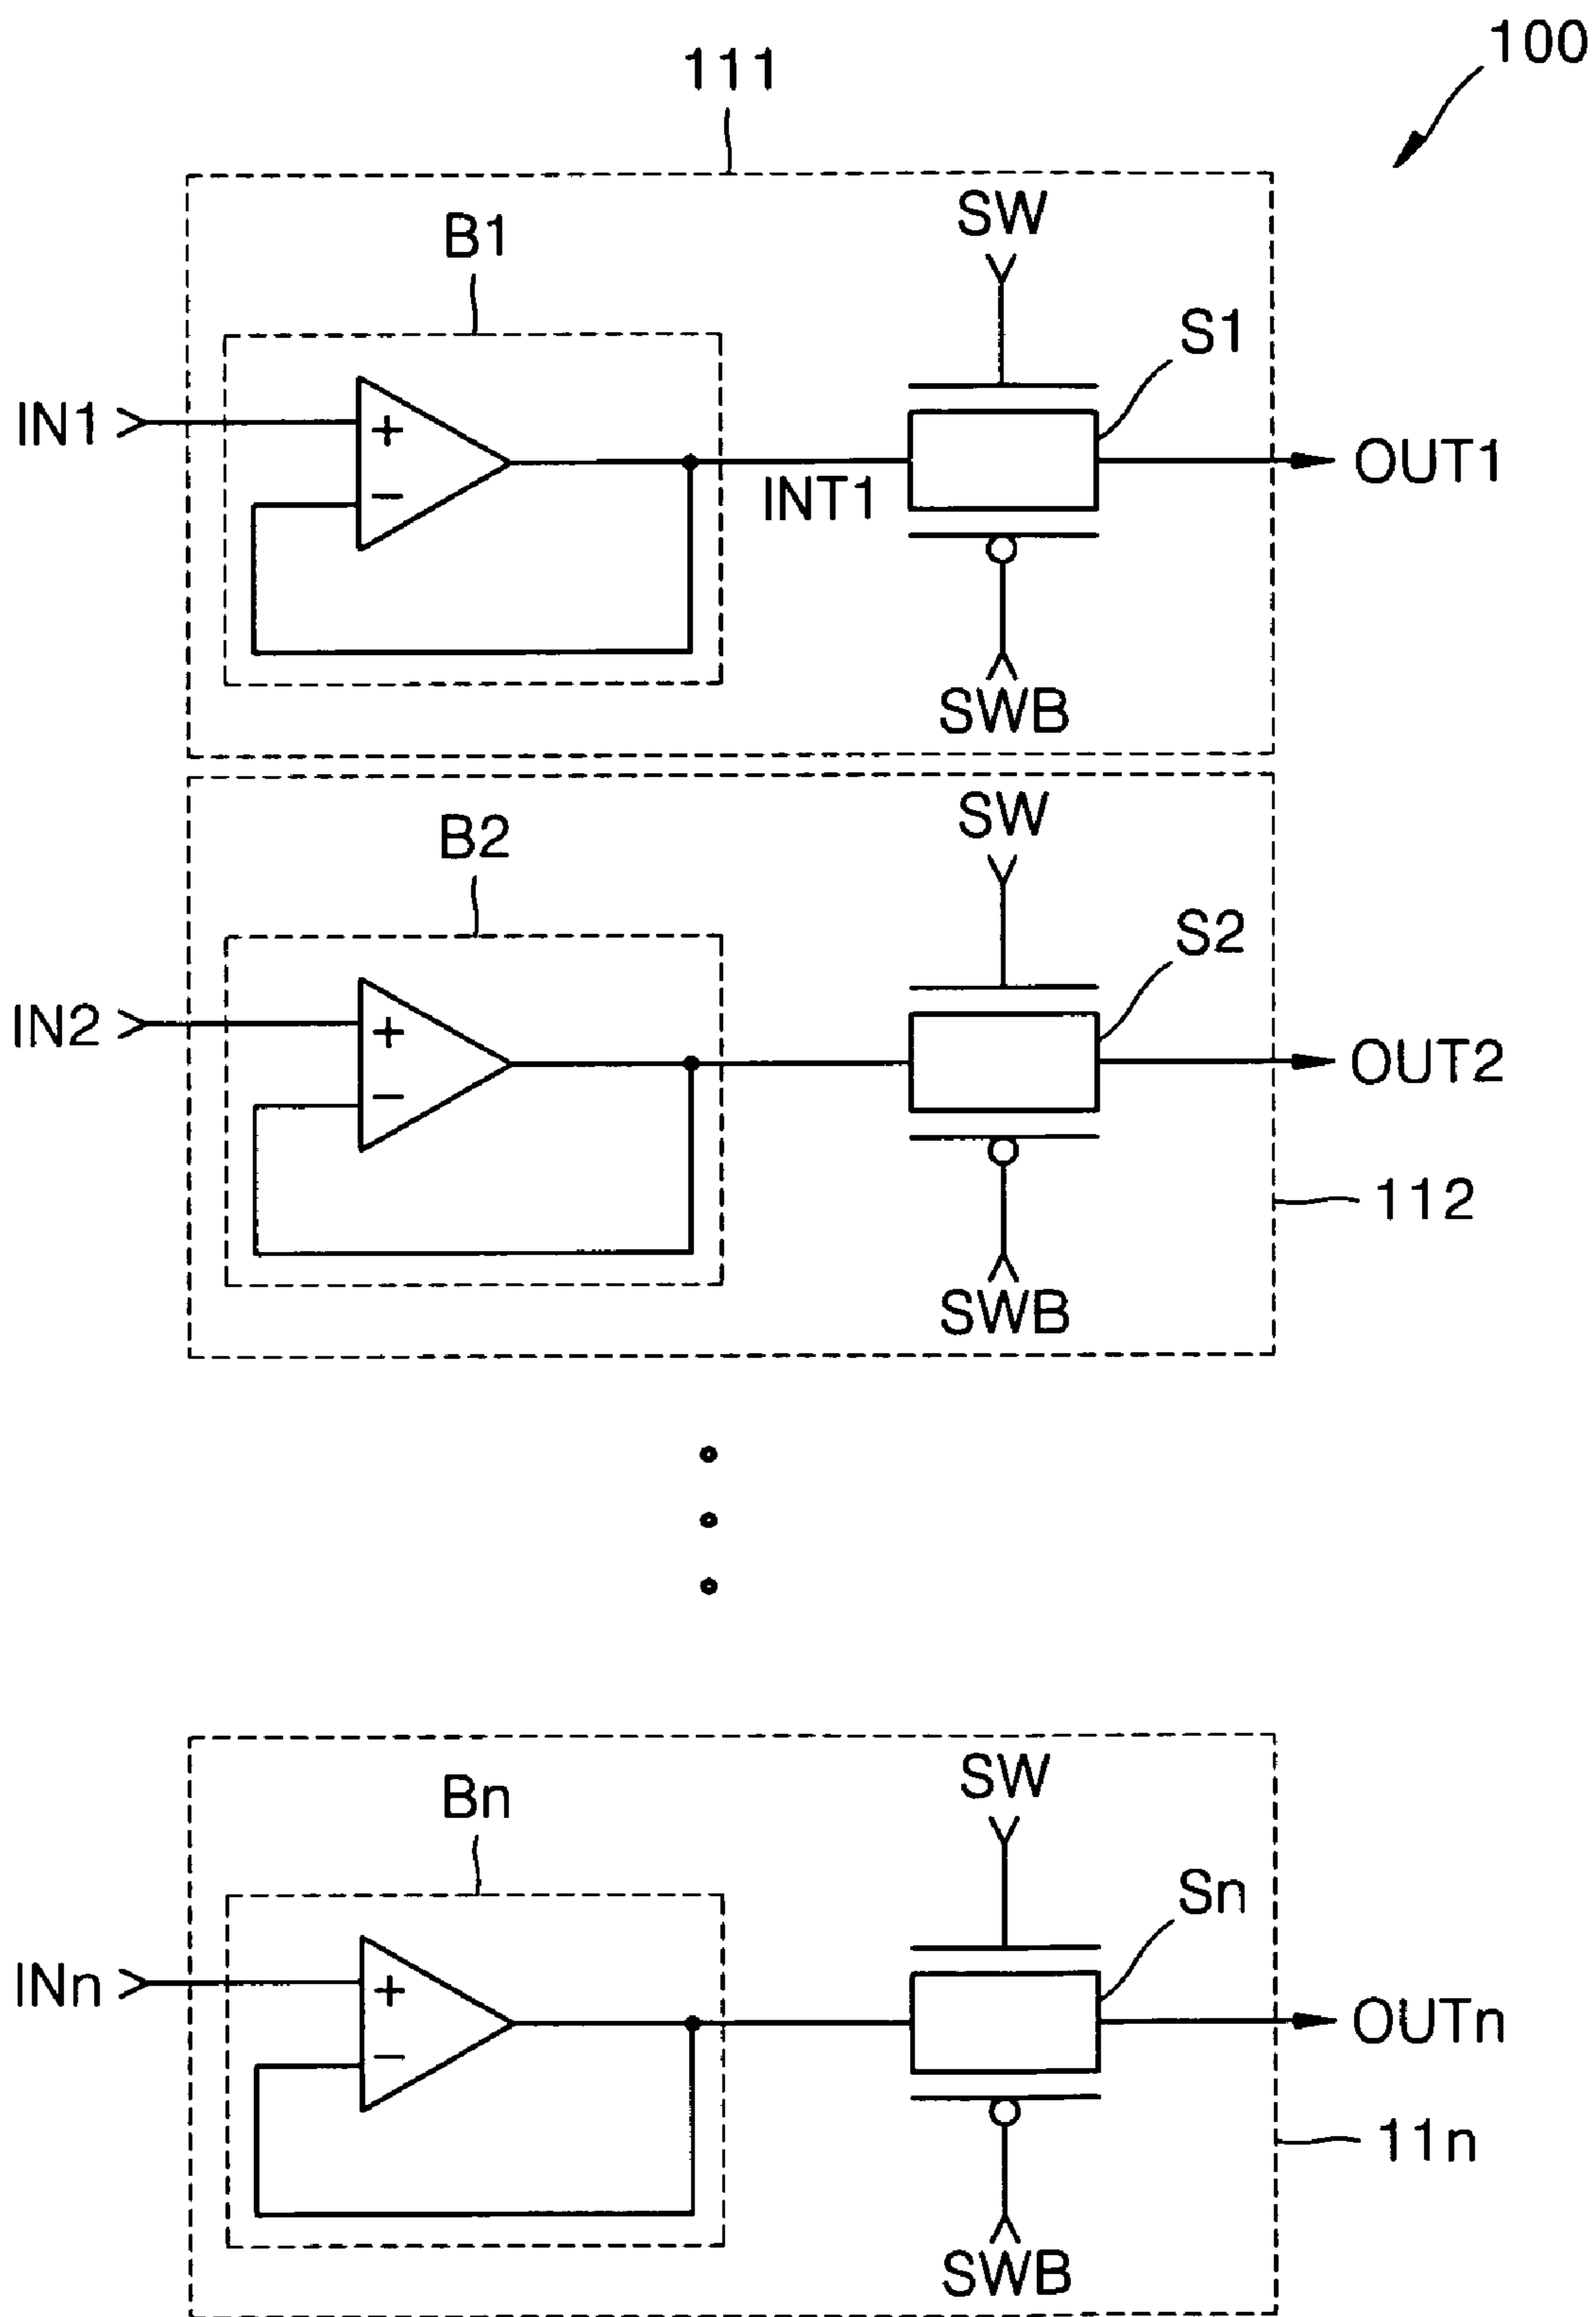 100
111
SW
B1
S1
IN1
+
−
INT1
OUT1
SWB
SW
B2
S2
IN2
+
−
OUT2
112
SWB
SW
Bn
Sn
INn
+
−
OUTn
11n
SWB